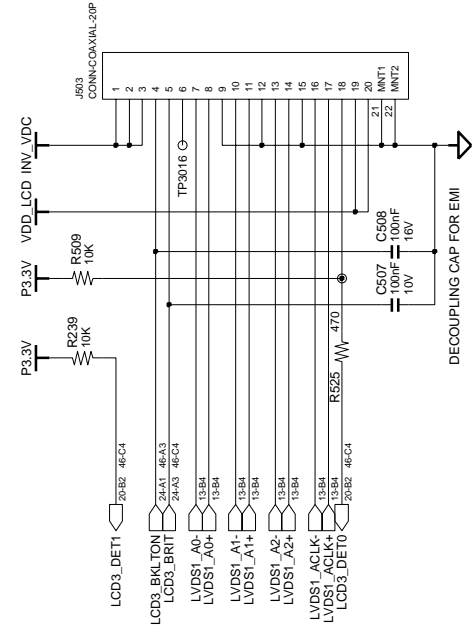 J503
CONN-COAXIAL-20P
1
2
3
4
5
6
7
8
9
10
11
12
13
14
15
16
17
18
19
20
MNT1
MNT2
21
22
INV_VDC
VDD_LCD
P3.3V
P3.3V
TP3016
R509
10K
R239
10K
C508
100nF
16V
C507
100nF
10V
470
R525
DECOUPLING CAP FOR EMI
20-B2 46-C4
24-A1 46-A3
24-A3 46-C4
13-B4
13-B4
13-B4
13-B4
13-B4
13-B4
13-B4
13-B4
20-B2 46-C4
LCD3_DET1
LCD3_BKLTON
LCD3_BRIT
LVDS1_A0-
LVDS1_A0+
LVDS1_A1-
LVDS1_A1+
LVDS1_A2-
LVDS1_A2+
LVDS1_ACLK-
LVDS1_ACLK+
LCD3_DET0